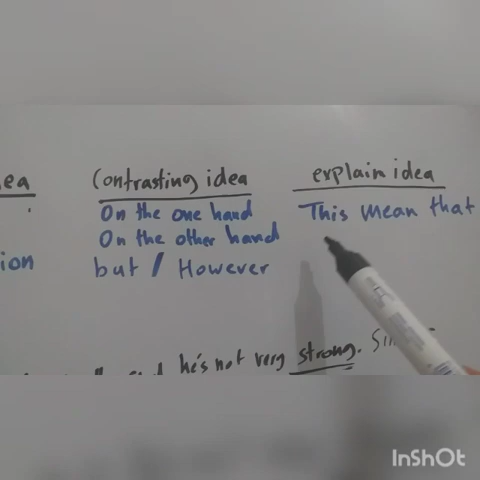 ea Contrasting idea explain idea
On the one hand This mean that
On the other hand
ion but / However
he's not very strong.
InShOt